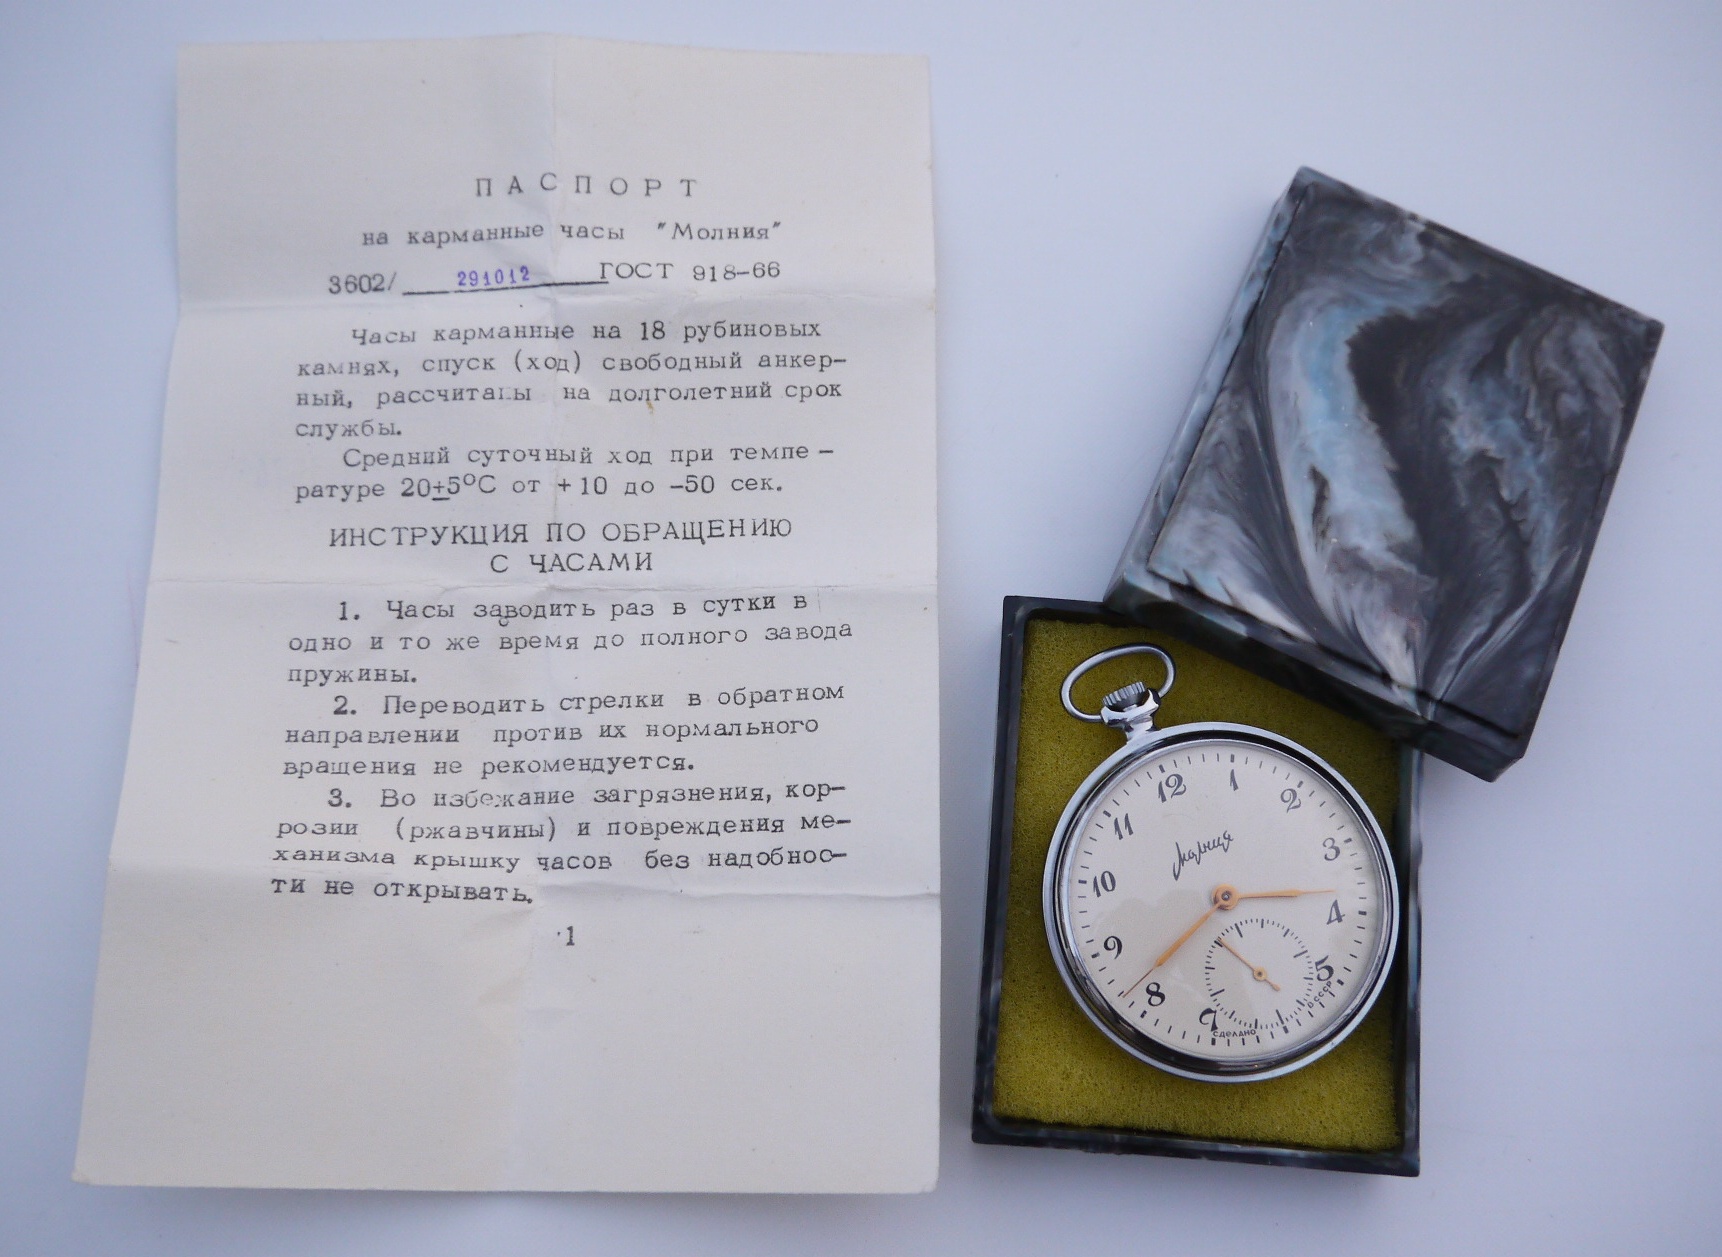 ПАСПОРТ
на карманные часы "Молния"
3602/ 291012 ГОСТ 918-66
Часы карманные на 18 рубиновых
камнях, спуск (ход) свободный анкер-
ный, рассчитаны на долголетний срок
службы.
Средний суточный ход при темпе-
ратуре 20±5°С от +10 до -50 сек.
ИНСТРУКЦИЯ ПО ОБРАЩЕНИЮ
С ЧАСАМИ
1. Часы заводить раз в сутки в
одно и то же время до полного завода
пружины.
2. Переводить стрелки в обратном
направлении против их нормального
вращения не рекомендуется.
3. Во избежание загрязнения, кор-
розии (ржавчины) и повреждения ме-
ханизма крышку часов без надобнос-
ти не открывать.
1
12 1 2 3 4 5 7 8 9 10 11
Молния
СДЕЛАНО В СССР